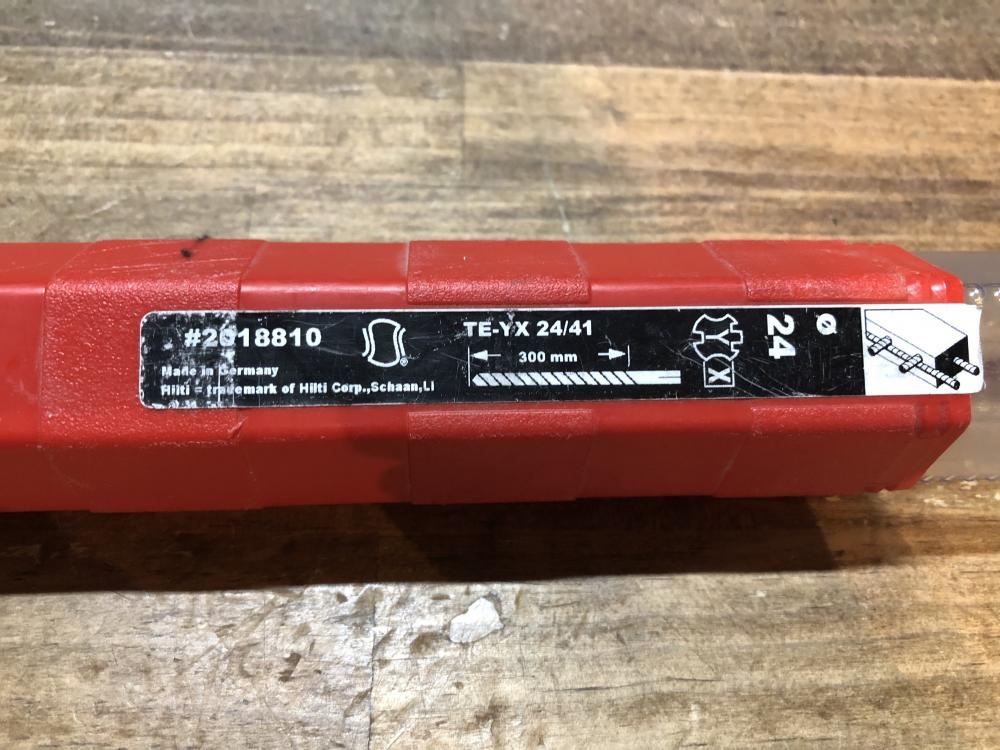 #2018810
Made in Germany
Hilti = trademark of Hilti Corp.,Schaan,LI
®
TE-YX 24/41
300 mm
Y
X
24
Ø